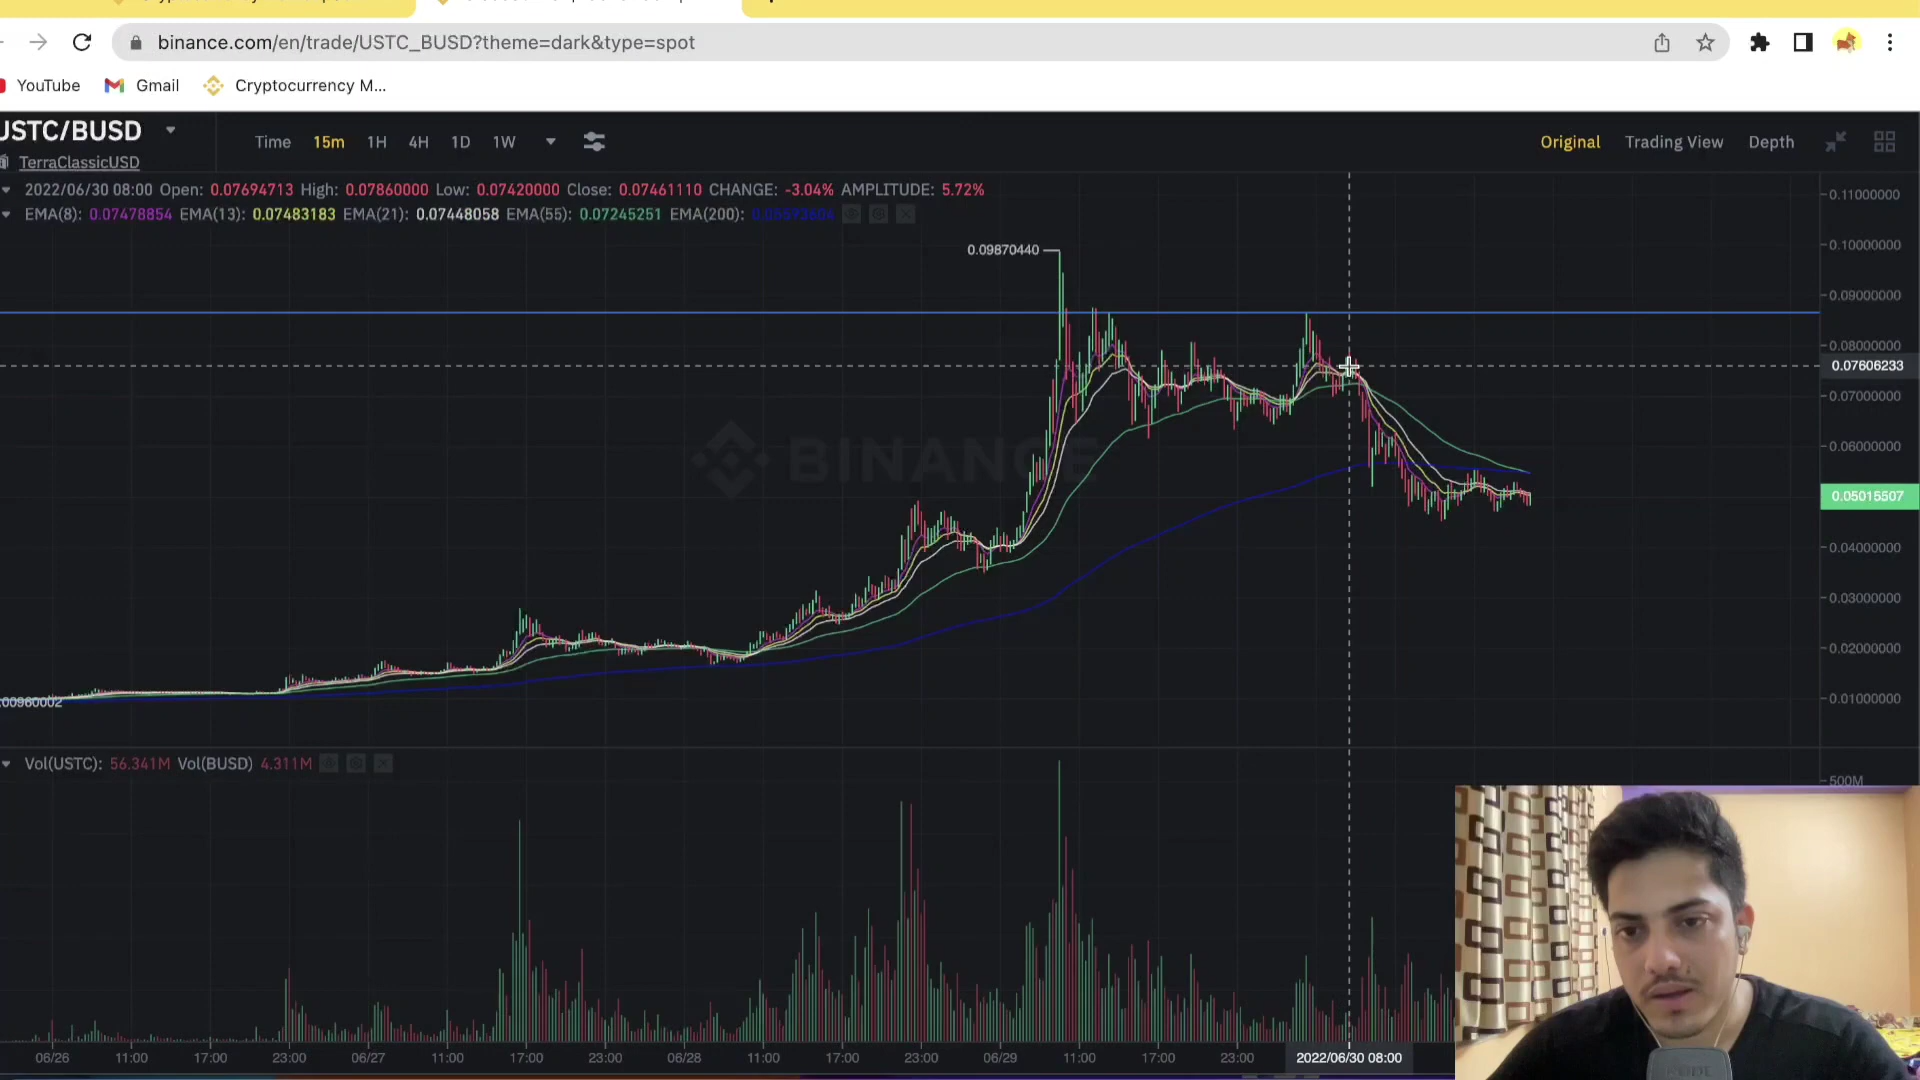 binance.com/en/trade/USTC_BUSD?theme=dark&type=spot
YouTube Gmail Cryptocurrency M...
USTC/BUSD
Time 15m 1H 4H 1D 1W Original Trading View Depth
TerraClassicUSD
2022/06/30 08:00 Open: 0.07694713 High: 0.07860000 Low: 0.07420000 Close: 0.07461110 CHANGE: -3.04% AMPLITUDE: 5.72%
EMA(8): 0.07478854 EMA(13): 0.07483183 EMA(21): 0.07448058 EMA(55): 0.07245251 EMA(200):
0.11000000
0.09870440
0.10000000
0.09000000
0.08000000
0.07606233
0.07000000
0.06000000
BINANCE
0.05015507
0.04000000
0.03000000
0.02000000
0.01000000
.00960002
Vol(USTC): 56.341M Vol(BUSD) 4.311M
500M
06/26 11:00 17:00 23:00 06/27 11:00 17:00 23:00 06/28 11:00 17:00 23:00 06/29 11:00 17:00 23:00 2022/06/30 08:00